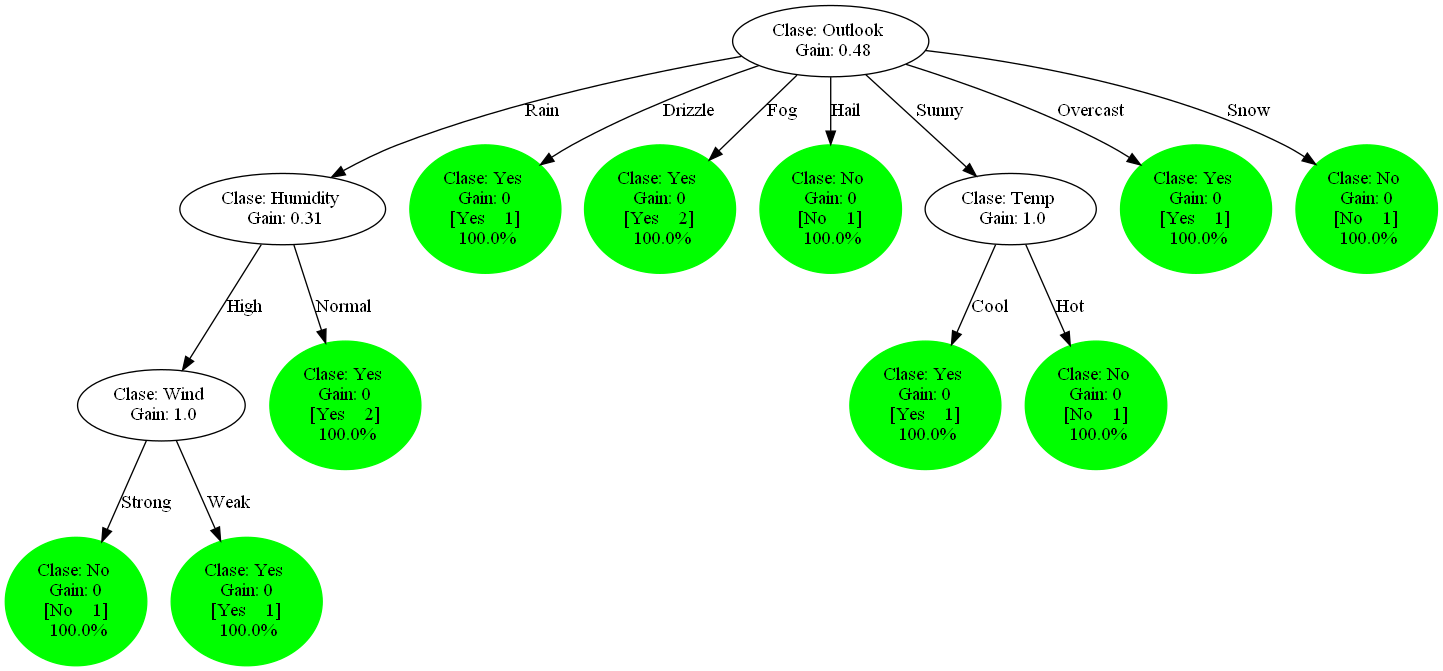 Clase: Outlook
Gain: 0.48
Rain
Drizzle
Fog
Hail
Sunny
Overcast
Snow
Clase: Humidity
Gain: 0.31
Clase: Yes
Gain: 0
[Yes 1]
100.0%
Clase: Yes
Gain: 0
[Yes 2]
100.0%
Clase: No
Gain: 0
[No 1]
100.0%
Clase: Temp
Gain: 1.0
Clase: Yes
Gain: 0
[Yes 1]
100.0%
Clase: No
Gain: 0
[No 1]
100.0%
High
Normal
Cool
Hot
Clase: Wind
Gain: 1.0
Clase: Yes
Gain: 0
[Yes 2]
100.0%
Clase: Yes
Gain: 0
[Yes 1]
100.0%
Clase: No
Gain: 0
[No 1]
100.0%
Strong
Weak
Clase: No
Gain: 0
[No 1]
100.0%
Clase: Yes
Gain: 0
[Yes 1]
100.0%